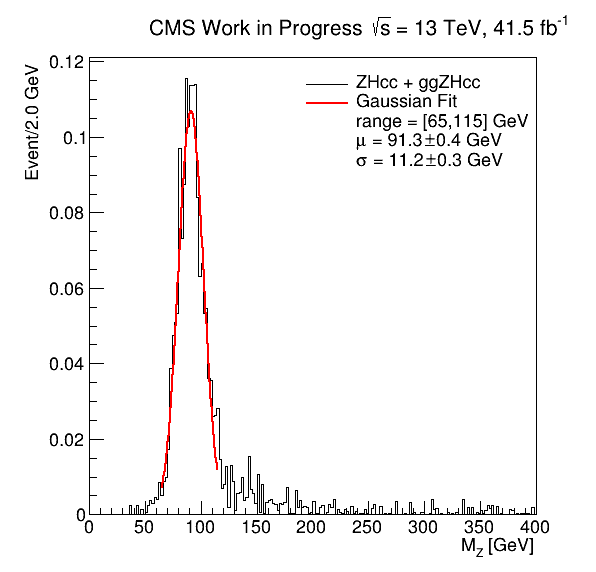 CMS Work in Progress √s = 13 TeV, 41.5 fb⁻¹
Event/2.0 GeV
ZHcc + ggZHcc
Gaussian Fit
range = [65,115] GeV
μ = 91.3±0.4 GeV
σ = 11.2±0.3 GeV
0.12
0.1
0.08
0.06
0.04
0.02
0
0 50 100 150 200 250 300 350 400
M_Z [GeV]